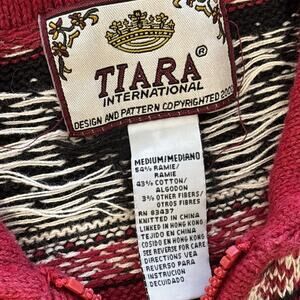 TIARA®
INTERNATIONAL
DESIGN AND PATTERN COPYRIGHTED
MEDIUM/MEDIANO
54% RAMIE/
RAMIE
43% COTTON/
ALGODON
3% OTHER FIBERS/
OTROS FIBRES
RN 83437
KNITTED IN CHINA
LINKED IN HONG KONG
TEJIDO EN CHINA
COSIDO EN HONG KONG
SEE REVERSE FOR CARE
DIRECTIONS VEA
REVERSO PARA
INSTRUCION
DECUIDADO